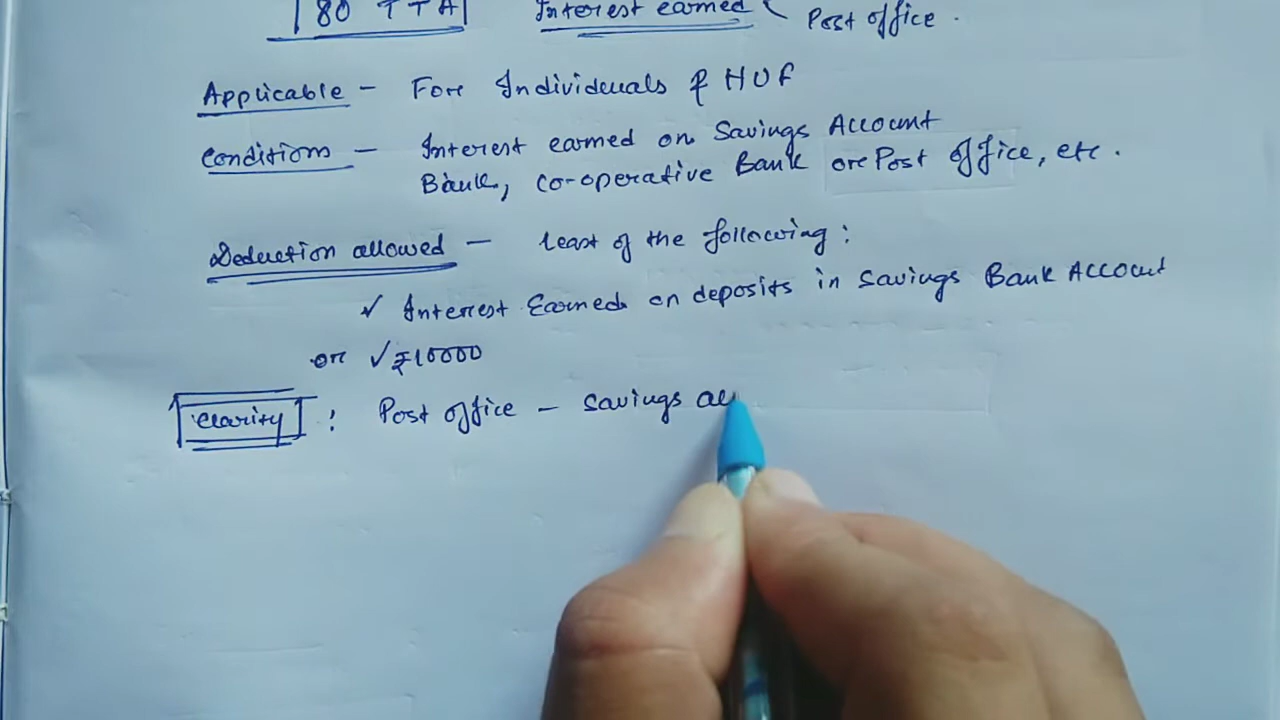 80 TTA Interest earned
Post office.
Applicable - For Individuals & HUF
Conditions - Interest earned on Savings Account
Bank, co-operative Bank or Post office, etc.
Deduction allowed - least of the following:
✓ Interest Earned on deposits in Savings Bank Account
or ✓ ₹10000
Clarity : Post office - Savings acc